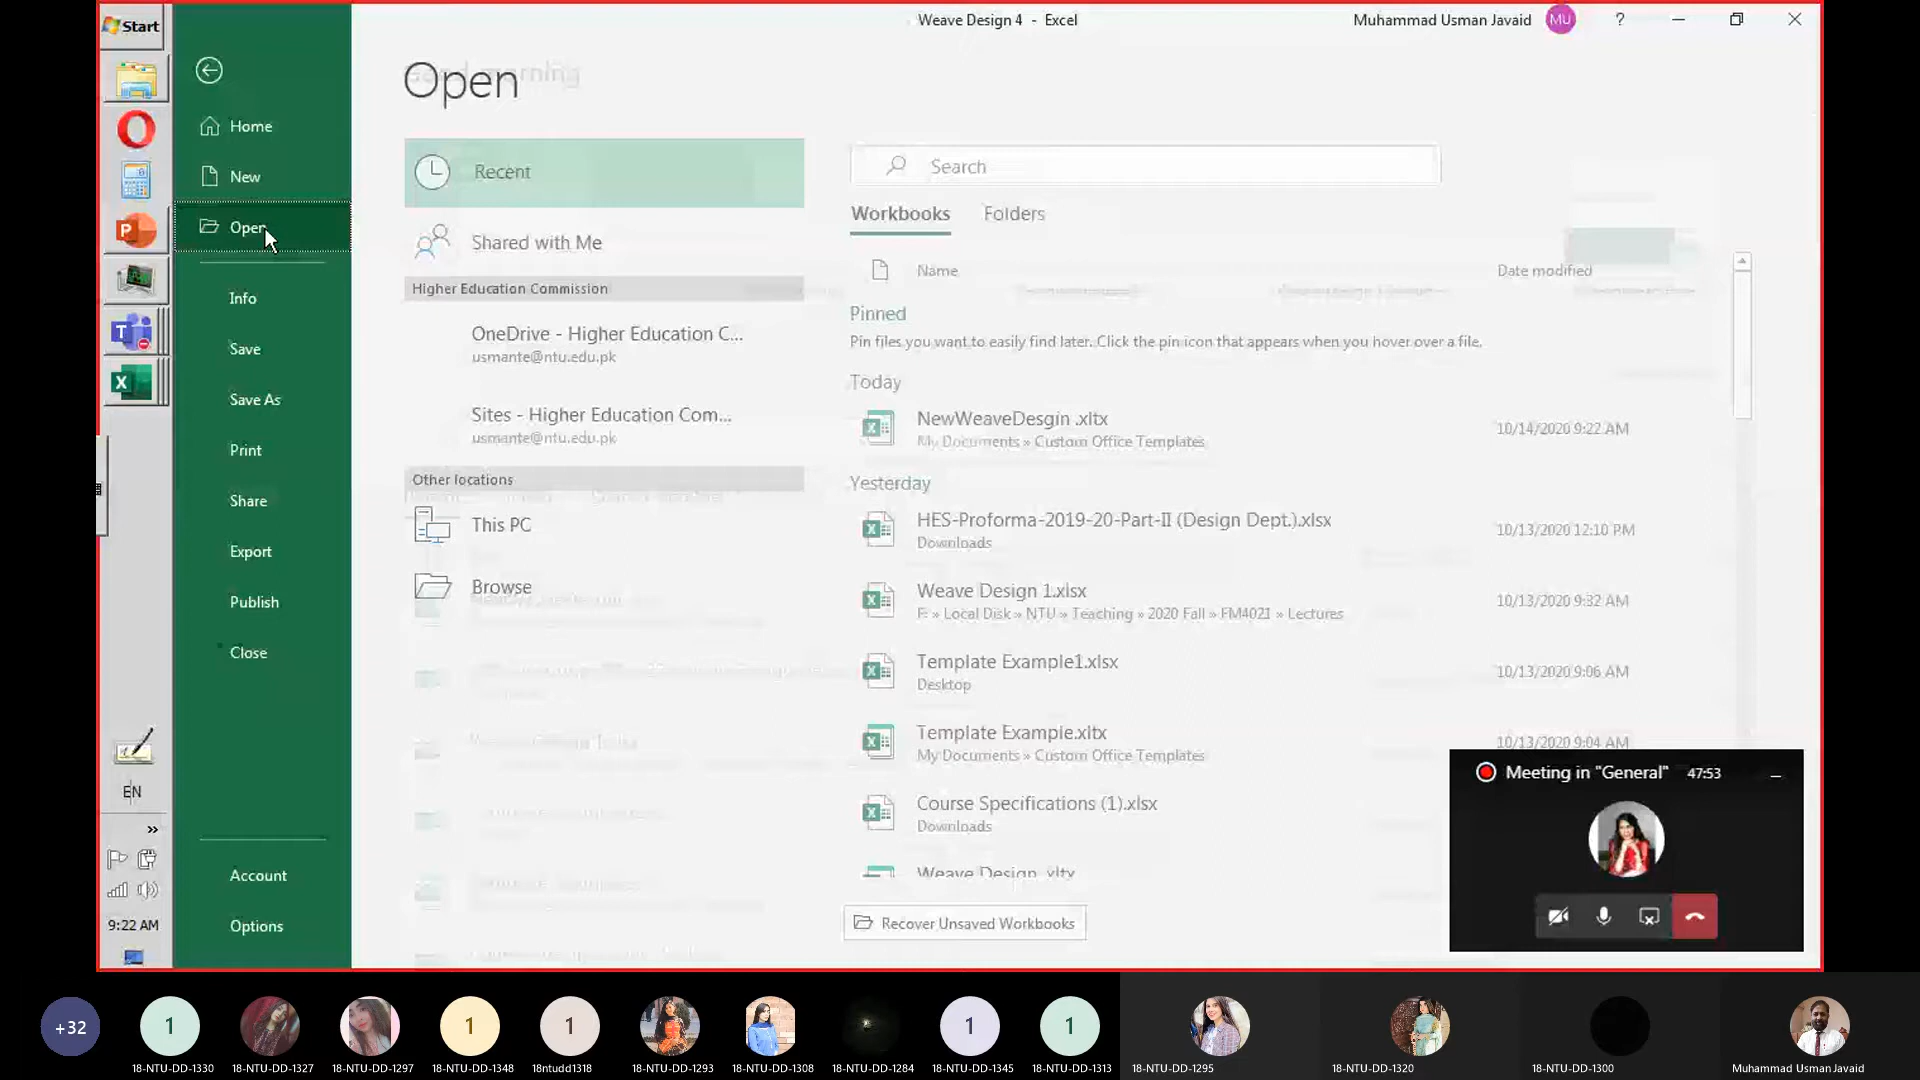 Start
Weave Design 4 - Excel
Muhammad Usman Javaid
MU
?
Open
Home
New
Open
Info
Save
Save As
Print
Share
Export
Publish
Close
Account
Options
Recent
Shared with Me
Higher Education Commission
OneDrive - Higher Education C...
usmante@ntu.edu.pk
Sites - Higher Education Com...
usmante@ntu.edu.pk
Other locations
This PC
Browse
Search
Workbooks
Folders
Name
Date modified
Pinned
Pin files you want to easily find later. Click the pin icon that appears when you hover over a file.
Today
NewWeaveDesgin .xltx
10/14/2020 9:22 AM
My Documents » Custom Office Templates
Yesterday
HES-Proforma-2019-20-Part-II (Design Dept.).xlsx
10/13/2020 12:10 PM
Downloads
Weave Design 1.xlsx
10/13/2020 9:32 AM
F: » Local Disk » NTU » Teaching » 2020 Fall » FM4021 » Lectures
Template Example1.xlsx
10/13/2020 9:06 AM
Desktop
Template Example.xltx
10/13/2020 9:04 AM
My Documents » Custom Office Templates
Course Specifications (1).xlsx
Downloads
Weave Design .xltx
Recover Unsaved Workbooks
Meeting in "General" 47:53
EN
9:22 AM
+32
1
1
1
1
1
18-NTU-DD-1330
18-NTU-DD-1327
18-NTU-DD-1297
18-NTU-DD-1348
18ntudd1318
18-NTU-DD-1293
18-NTU-DD-1308
18-NTU-DD-1284
18-NTU-DD-1345
18-NTU-DD-1313
18-NTU-DD-1295
18-NTU-DD-1320
18-NTU-DD-1300
Muhammad Usman Javaid